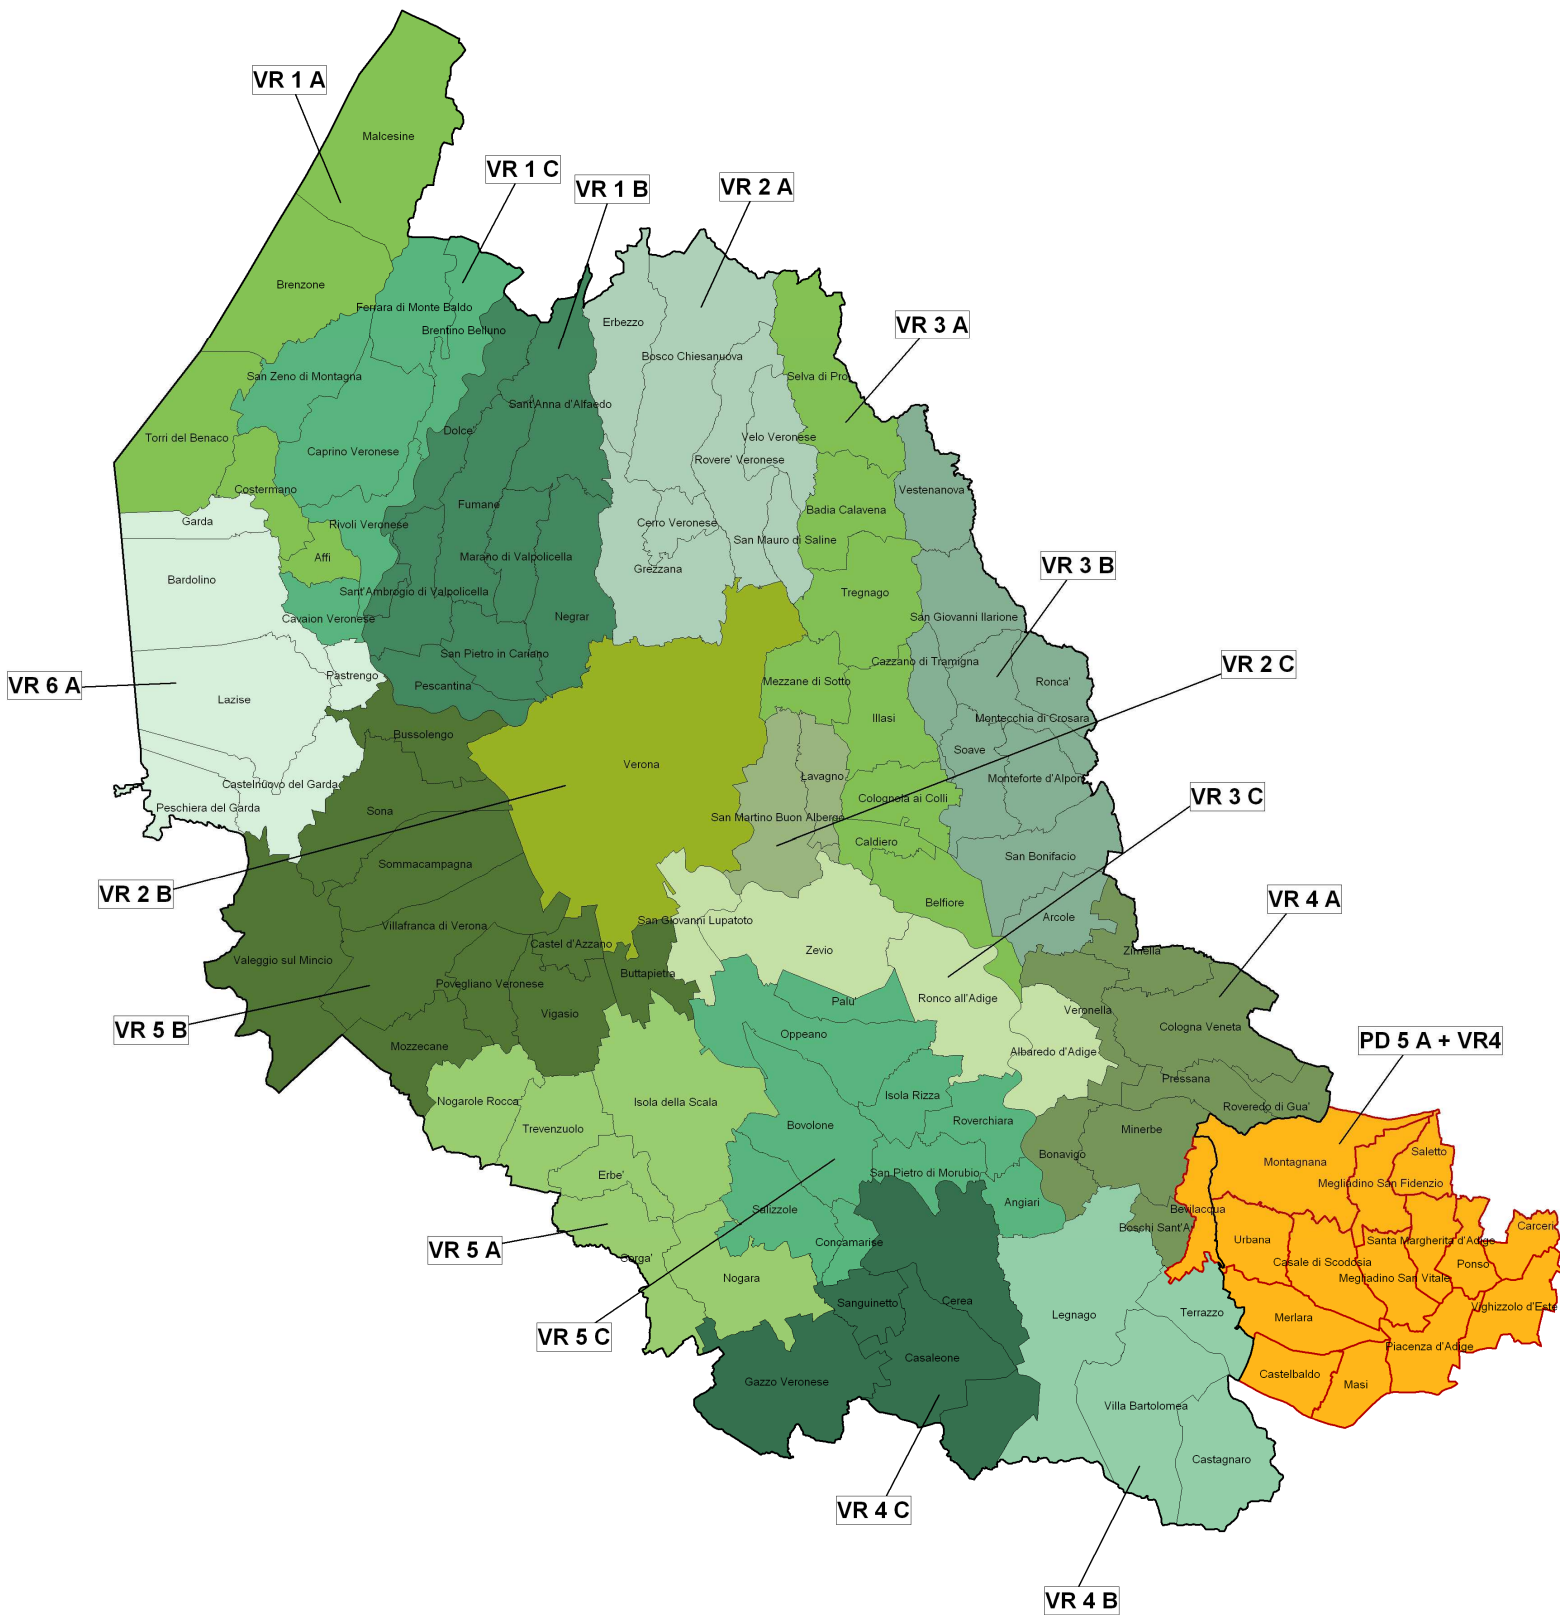 VR 1 A
Malcesine
VR 1 C
VR 1 B
VR 2 A
Brenzone
Ferrara di Monte Baldo
Erbezzo
VR 3 A
Brentino Belluno
Bosco Chiesanuova
San Zeno di Montagna
Selva di Pro
Sant'Anna d'Alfaedo
Dolce'
Torri del Benaco
Velo Veronese
Caprino Veronese
Rovere' Veronese
Costermano
Vestenanova
Fumane
Badia Calavena
Garda
Rivoli Veronese
Cerro Veronese
San Mauro di Saline
Affi
Marano di Valpolicella
VR 3 B
Grezzana
Bardolino
Sant'Ambrogio di Valpolicella
Tregnago
Cavaion Veronese
Negrar
San Giovanni Ilarione
San Pietro in Cariano
Cazzano di Tramigna
VR 2 C
Pastrengo
Mezzane di Sotto
Ronca'
VR 6 A
Pescantina
Lazise
Illasi
Montecchia di Crosara
Bussolengo
Soave
Verona
Lavagno
Monteforte d'Alpon
Castelnuovo del Garda
Colognola ai Colli
VR 3 C
Peschiera del Garda
Sona
San Martino Buon Albergo
Caldiero
San Bonifacio
Sommacampagna
VR 2 B
VR 4 A
Belfiore
Arcole
San Giovanni Lupatoto
Villafranca di Verona
Castel d'Azzano
Zevio
Zimella
Valeggio sul Mincio
Buttapietra
Povegliano Veronese
Ronco all'Adige
Palu'
Veronella
Vigasio
VR 5 B
Cologna Veneta
Oppeano
PD 5 A + VR4
Mozzecane
Albaredo d'Adige
Pressana
Isola Rizza
Nogarole Rocca
Isola della Scala
Roveredo di Gua'
Roverchiara
Bovolone
Trevenzuolo
Minerbe
Saletto
Bonavigo
Montagnana
San Pietro di Morubio
Erbe'
Megliadino San Fidenzio
Angiari
Salizzole
Bevilacqua
Boschi Sant'A
Carceri
Urbana
Santa Margherita d'Adige
Concamarise
VR 5 A
Sorga'
Casale di Scodosia
Ponso
Nogara
Megliadino San Vitale
Sanguinetto
Cerea
Vighizzolo d'Este
Legnago
Terrazzo
Merlara
VR 5 C
Piacenza d'Adige
Casaleone
Castelbaldo
Gazzo Veronese
Masi
Villa Bartolomea
Castagnaro
VR 4 C
VR 4 B